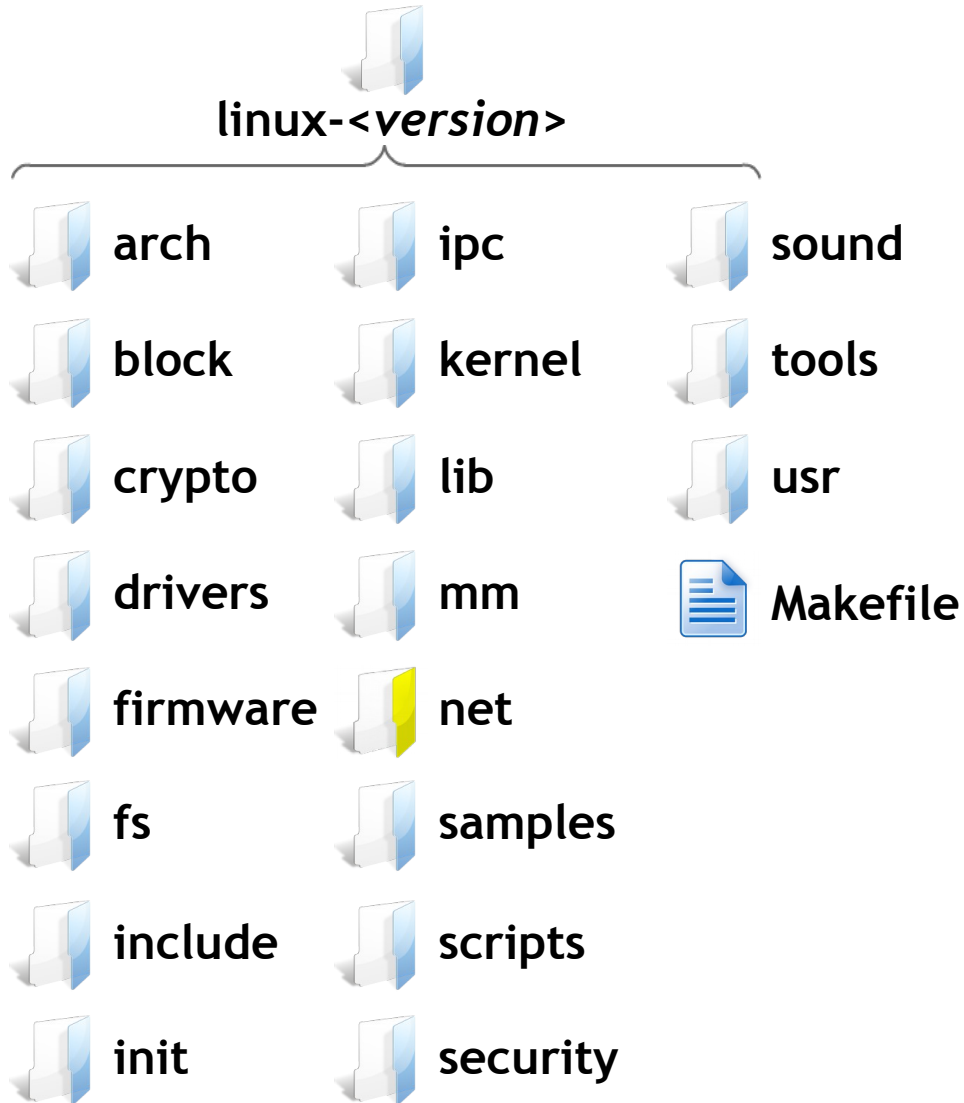 linux-<version>
arch
block
crypto
drivers
firmware
fs
include
init
ipc
kernel
lib
mm
net
samples
scripts
security
sound
tools
usr
Makefile